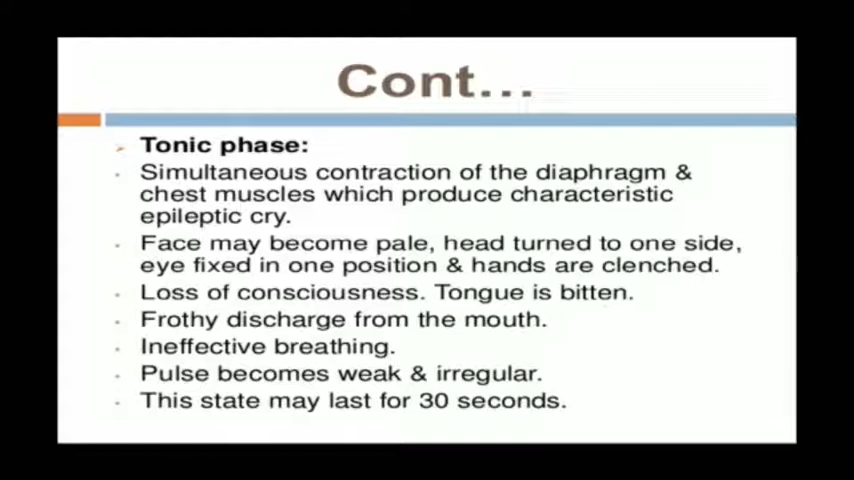 Cont...
Tonic phase:
Simultaneous contraction of the diaphragm &
chest muscles which produce characteristic
epileptic cry.
Face may become pale, head turned to one side,
eye fixed in one position & hands are clenched.
Loss of consciousness. Tongue is bitten.
Frothy discharge from the mouth.
Ineffective breathing.
Pulse becomes weak & irregular.
This state may last for 30 seconds.